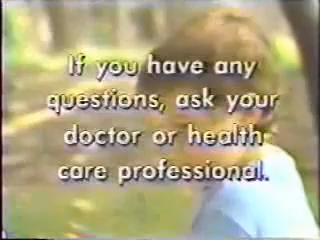 If you have any
questions, ask your
doctor or health
care professional.